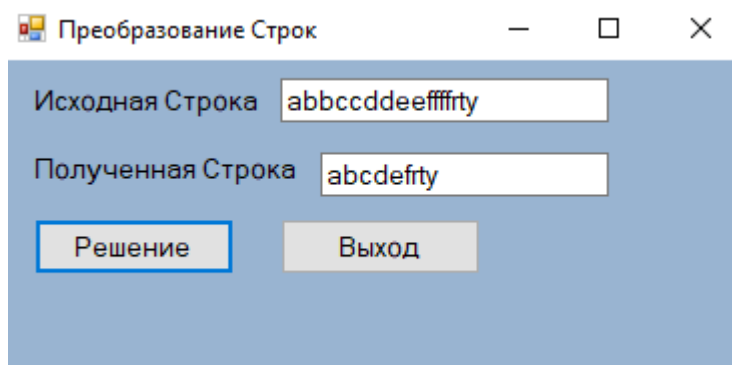 Преобразование Строк
Исходная Строка abbccddeeffffrty
Полученная Строка abcdefrty
Решение Выход